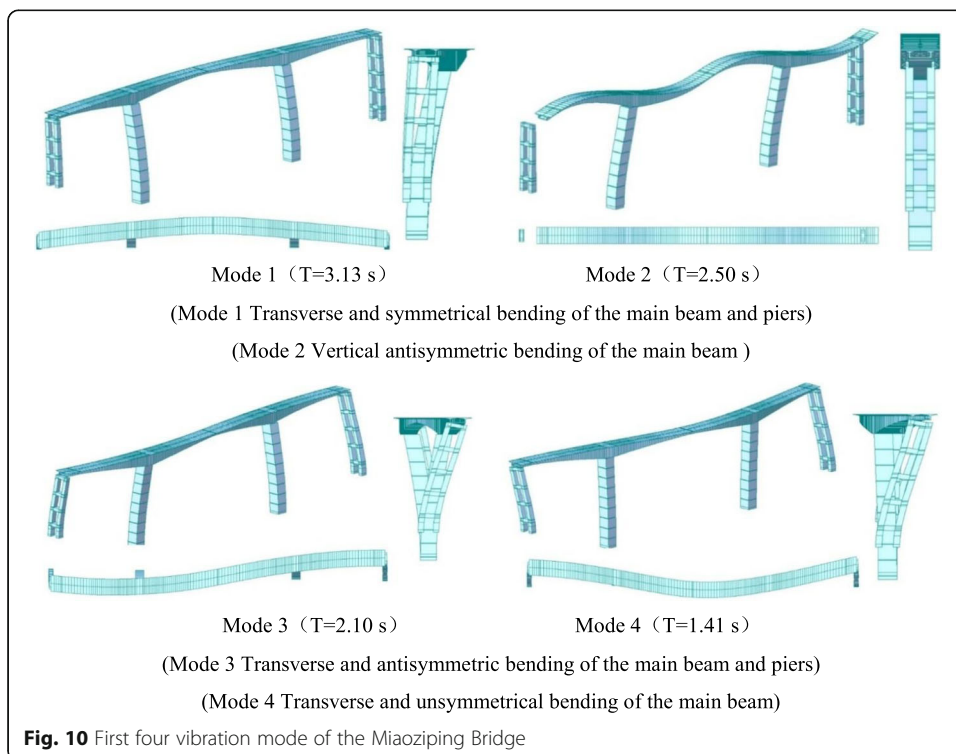 Mode 1（T=3.13 s）
Mode 2（T=2.50 s）
(Mode 1 Transverse and symmetrical bending of the main beam and piers)
(Mode 2 Vertical antisymmetric bending of the main beam )
Mode 3（T=2.10 s）
Mode 4（T=1.41 s）
(Mode 3 Transverse and antisymmetric bending of the main beam and piers)
(Mode 4 Transverse and unsymmetrical bending of the main beam)
Fig. 10 First four vibration mode of the Miaoziping Bridge